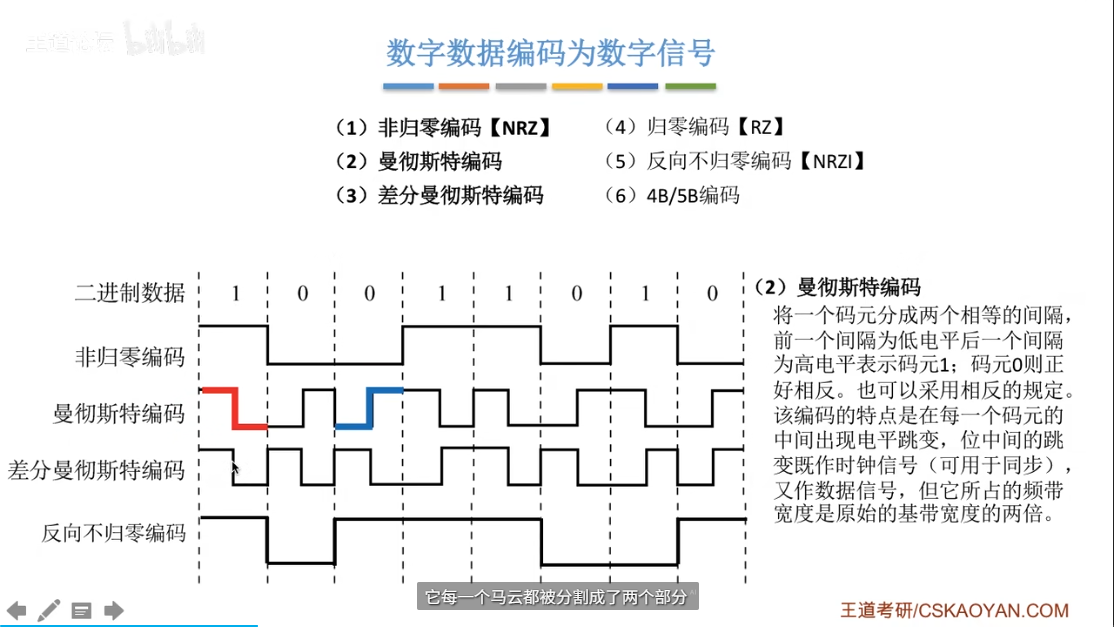 王道考研 bilibili
数字数据编码为数字信号
（1）非归零编码【NRZ】
（2）曼彻斯特编码
（3）差分曼彻斯特编码
（4）归零编码【RZ】
（5）反向不归零编码【NRZI】
（6）4B/5B编码
二进制数据 1 0 0 1 1 0 1 0
非归零编码
曼彻斯特编码
差分曼彻斯特编码
反向不归零编码
（2）曼彻斯特编码
将一个码元分成两个相等的间隔，
前一个间隔为低电平后一个间隔
为高电平表示码元1；码元0则正
好相反。也可以采用相反的规定。
该编码的特点是在每一个码元的
中间出现电平跳变，位中间的跳
变既作时钟信号（可用于同步），
又作数据信号，但它所占的频带
宽度是原始的基带宽度的两倍。
它每一个马云都被分割成了两个部分
王道考研/CSKAOYAN.COM